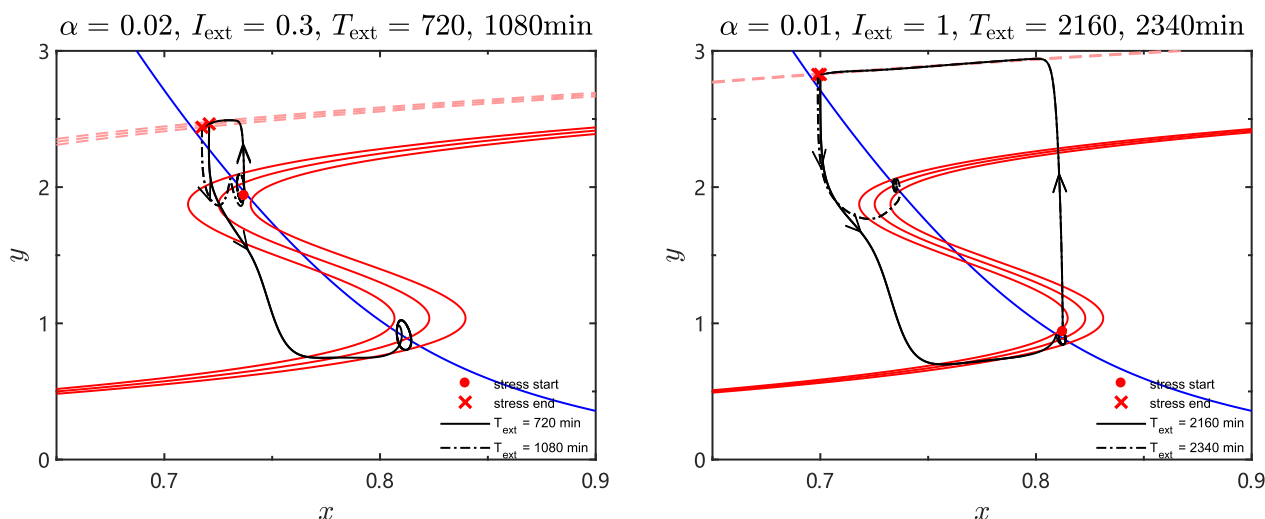 α = 0.02, I_ext = 0.3, T_ext = 720, 1080min
3
2
1
0
y
0.7
0.8
0.9
x
stress start
stress end
T_ext = 720 min
T_ext = 1080 min
α = 0.01, I_ext = 1, T_ext = 2160, 2340min
3
2
1
0
y
0.7
0.8
0.9
x
stress start
stress end
T_ext = 2160 min
T_ext = 2340 min